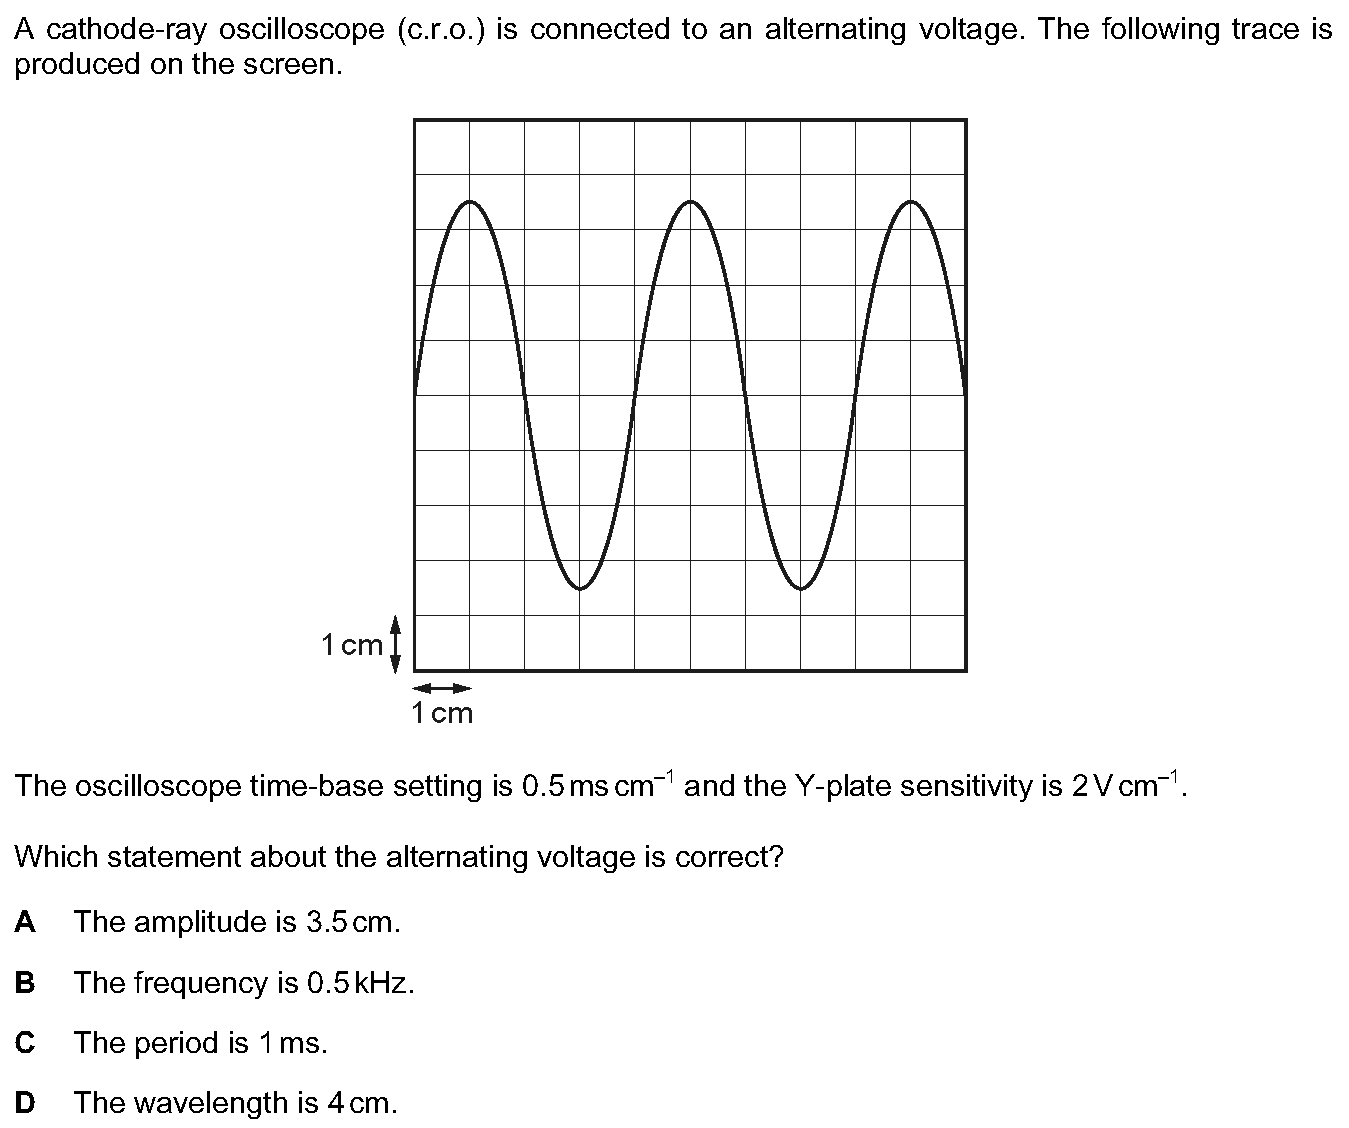 A cathode-ray oscilloscope (c.r.o.) is connected to an alternating voltage. The following trace is
produced on the screen.
1 cm
1 cm
The oscilloscope time-base setting is 0.5 ms cm⁻¹ and the Y-plate sensitivity is 2 V cm⁻¹.
Which statement about the alternating voltage is correct?
A The amplitude is 3.5 cm.
B The frequency is 0.5 kHz.
C The period is 1 ms.
D The wavelength is 4 cm.